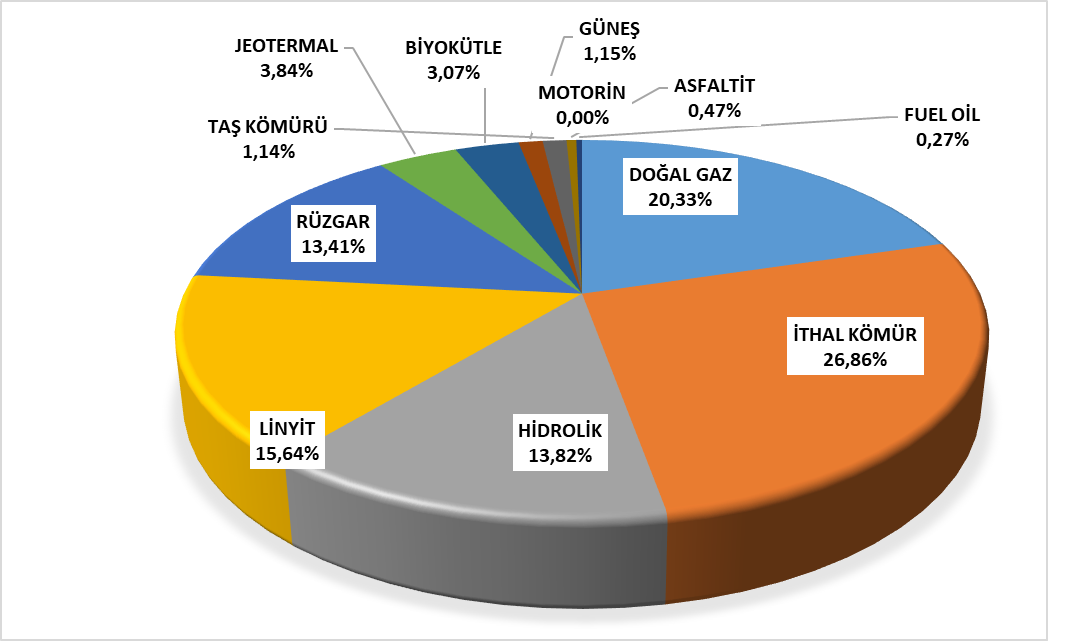 GÜNEŞ
1,15%
JEOTERMAL
3,84%
BİYOKÜTLE
3,07%
MOTORİN
0,00%
ASFALTİT
0,47%
FUEL OİL
0,27%
TAŞ KÖMÜRÜ
1,14%
DOĞAL GAZ
20,33%
RÜZGAR
13,41%
İTHAL KÖMÜR
26,86%
LİNYİT
15,64%
HİDROLİK
13,82%